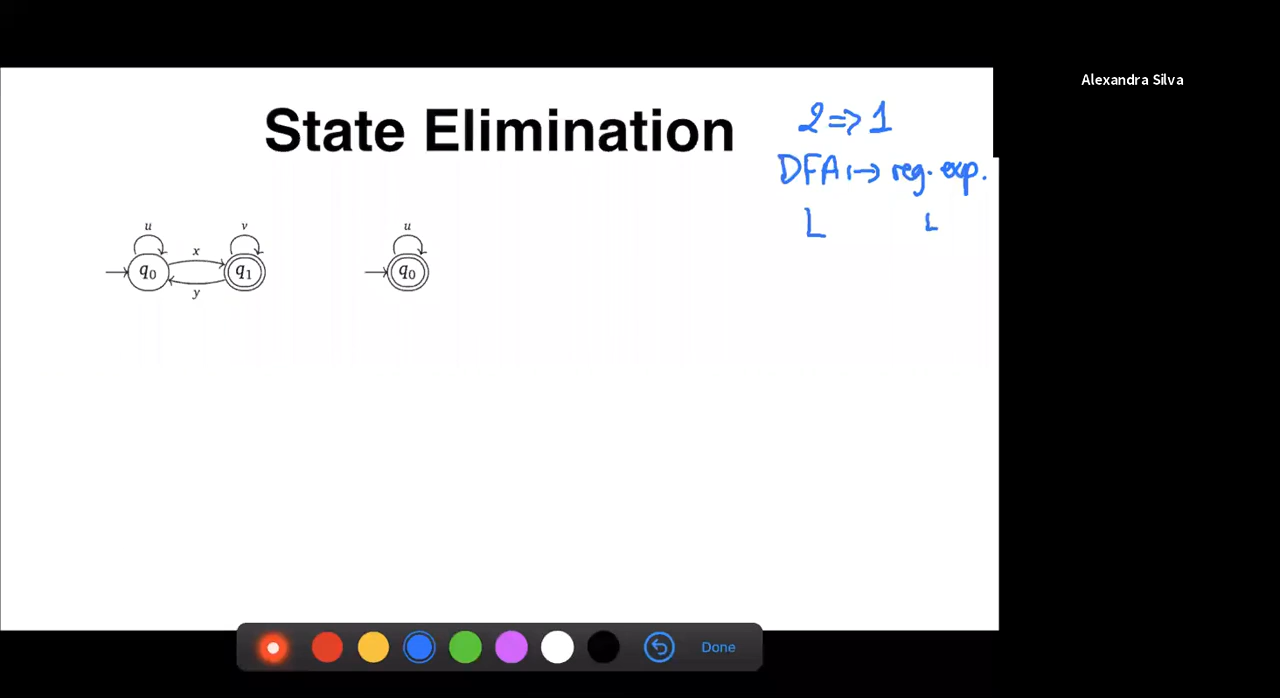 Alexandra Silva
State Elimination
2 => 1
DFA ↦ reg. exp.
L L
u v u
x
q0 q1 q0
y
Done